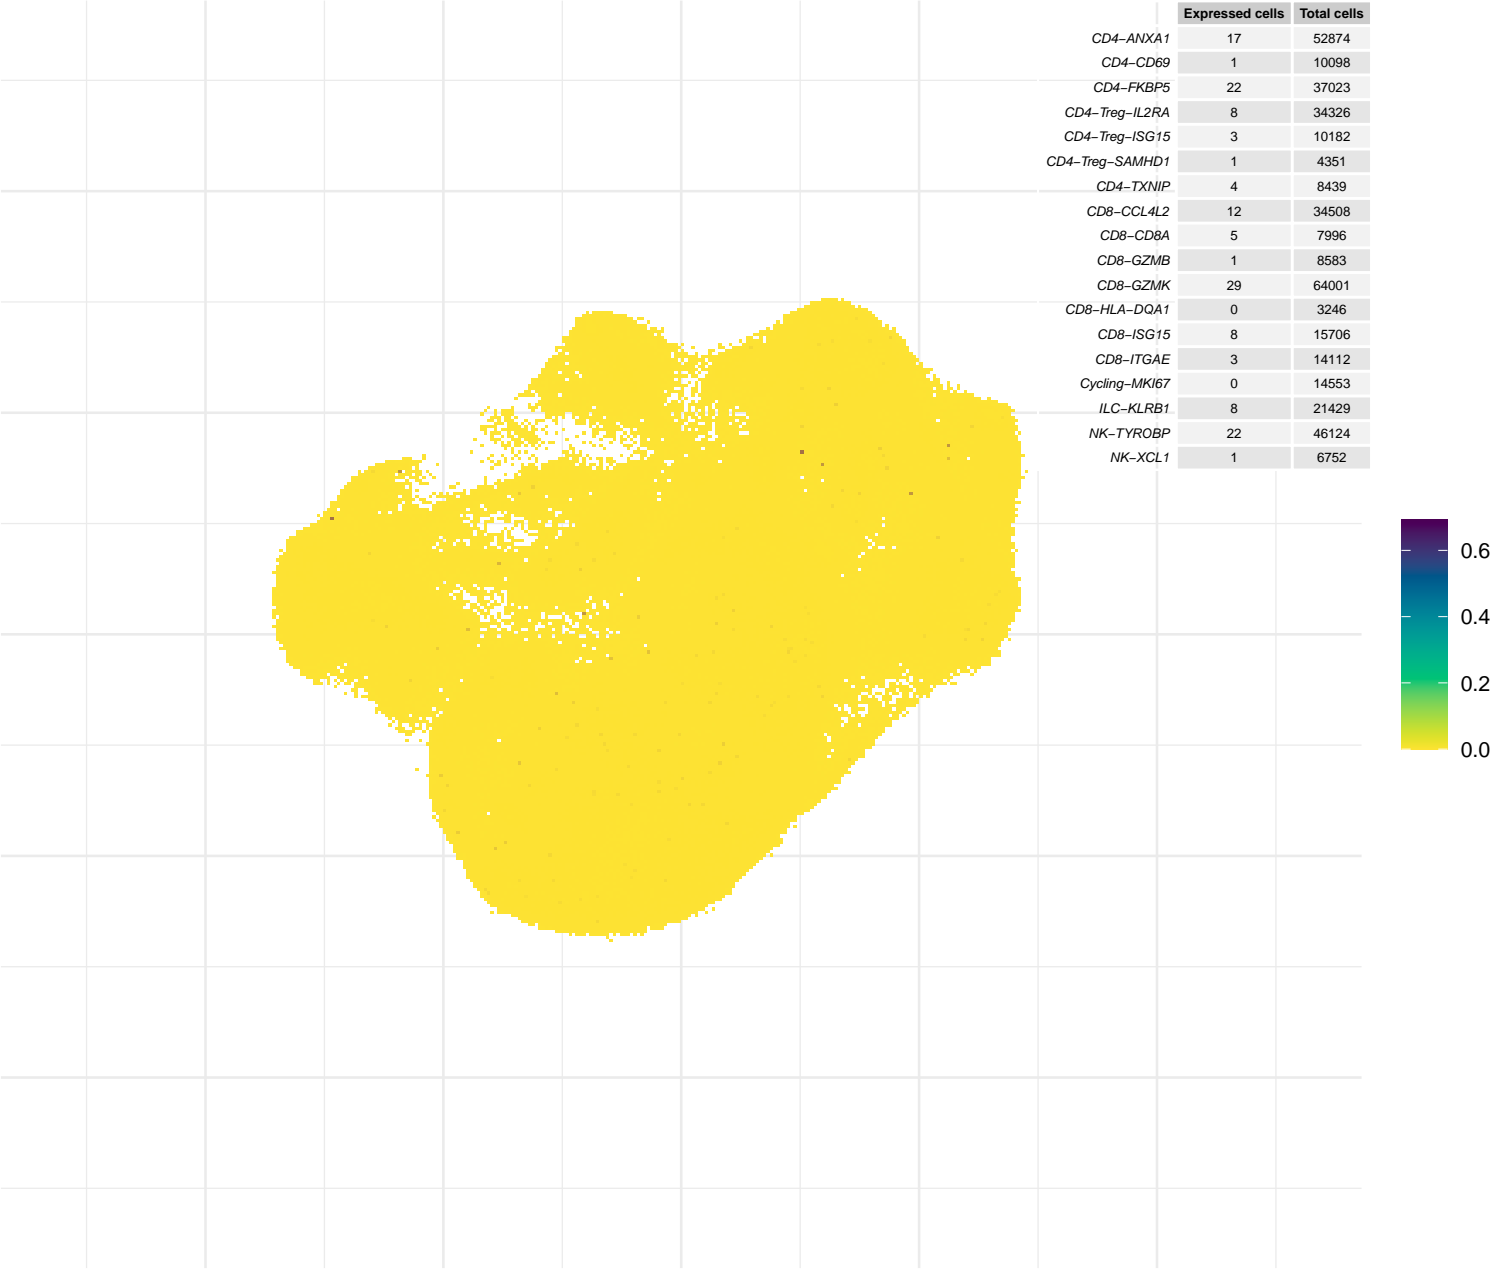 Expressed cells Total cells
CD4−ANXA1 17 52874
CD4−CD69 1 10098
CD4−FKBP5 22 37023
CD4−Treg−IL2RA 8 34326
CD4−Treg−ISG15 3 10182
CD4−Treg−SAMHD1 1 4351
CD4−TXNIP 4 8439
CD8−CCL4L2 12 34508
CD8−CD8A 5 7996
CD8−GZMB 1 8583
CD8−GZMK 29 64001
CD8−HLA−DQA1 0 3246
CD8−ISG15 8 15706
CD8−ITGAE 3 14112
Cycling−MKI67 0 14553
ILC−KLRB1 8 21429
NK−TYROBP 22 46124
NK−XCL1 1 6752
0.6
0.4
0.2
0.0